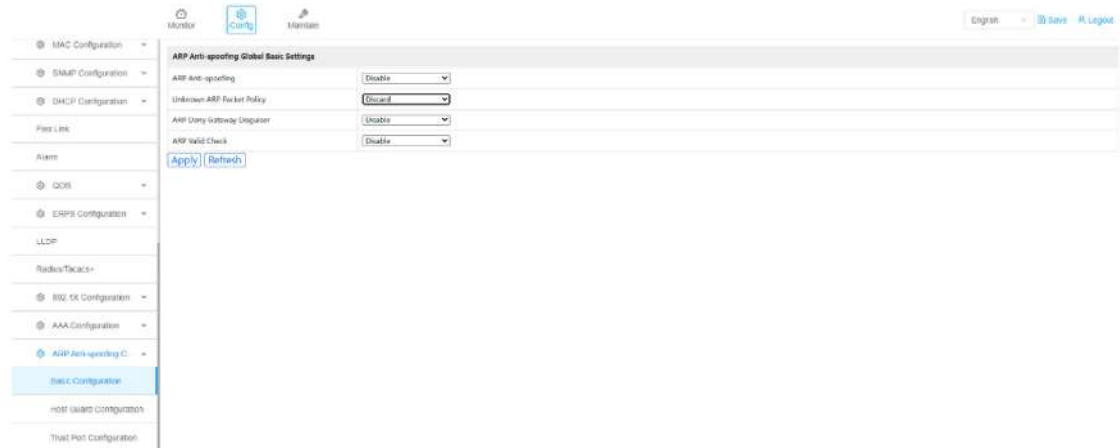 Monitor
Config
Maintain
English
Save
Logout
MAC Configuration
SNMP Configuration
DHCP Configuration
Flex Link
Alarm
QOS
ERPS Configuration
LLDP
Radius/Tacacs+
802.1X Configuration
AAA Configuration
ARP Anti-spoofing C
Basic Configuration
Host Guard Configuration
Trust Port Configuration
ARP Anti-spoofing Global Basic Settings
ARP Anti-spoofing Disable
Unknown ARP Packet Policy Discard
ARP Deny Gateway Disguiser Disable
ARP Valid Check Disable
Apply Refresh